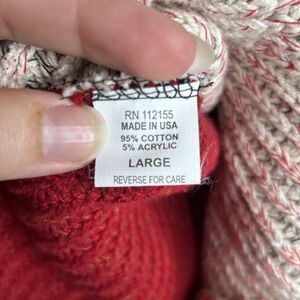 RN 112155
MADE IN USA
95% COTTON
5% ACRYLIC
LARGE
REVERSE FOR CARE